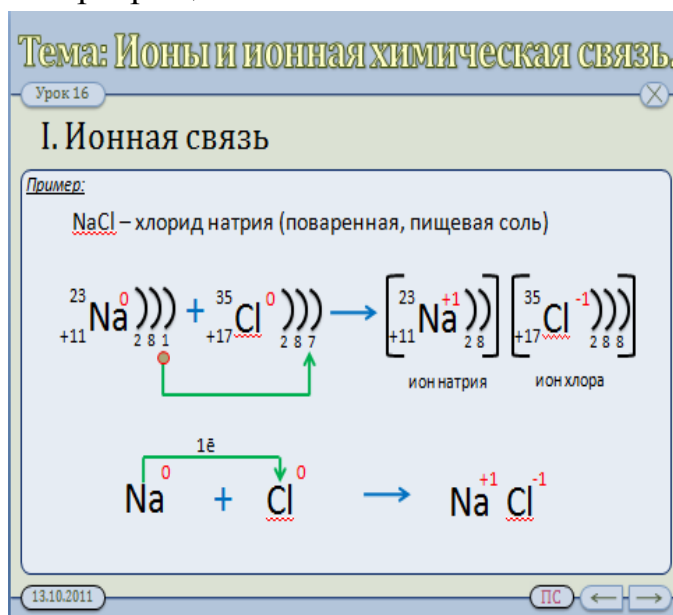 Тема: Ионы и ионная химическая связь.
Урок 16
I. Ионная связь
Пример:
NaCl – хлорид натрия (поваренная, пищевая соль)
23 0 35 0 23 +1 35 -1
Na ))) + Cl ))) → [Na ))] [Cl )))]
+11 2 8 1 +17 2 8 7 +11 2 8 +17 2 8 8
ион натрия ион хлора
1ē
Na 0 + Cl 0 → Na +1 Cl -1
13.10.2011 ПС